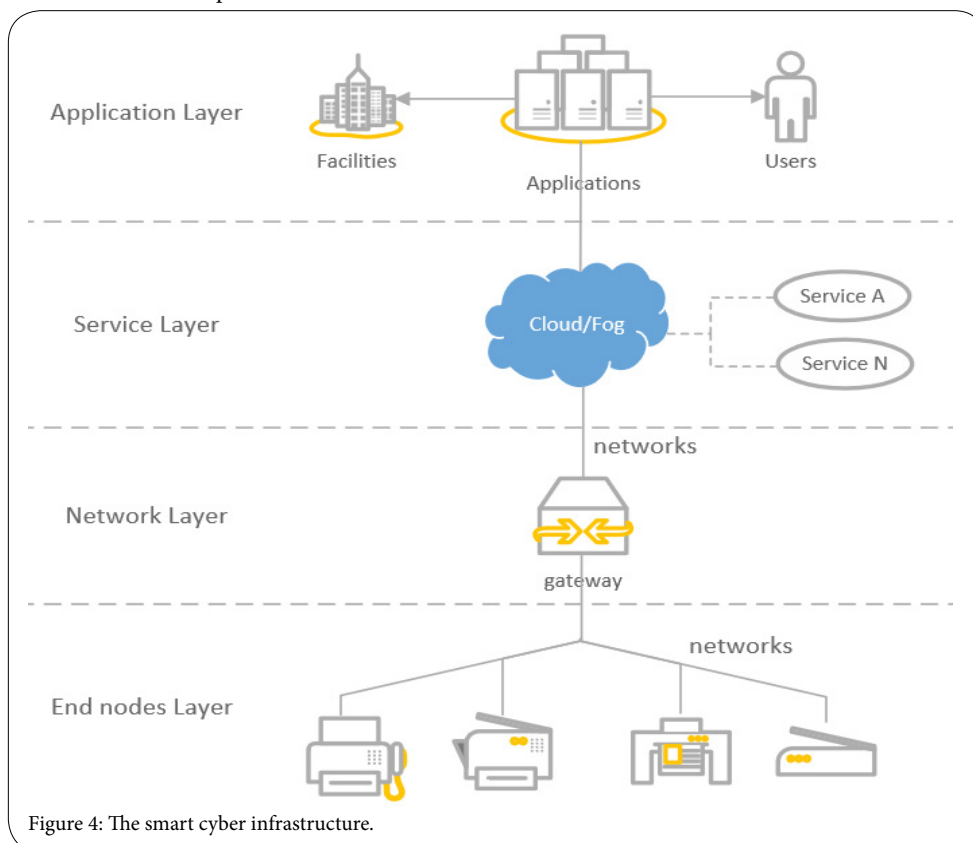 Application Layer
Facilities
Applications
Users
Service Layer
Cloud/Fog
Service A
Service N
networks
Network Layer
gateway
networks
End nodes Layer
Figure 4: The smart cyber infrastructure.